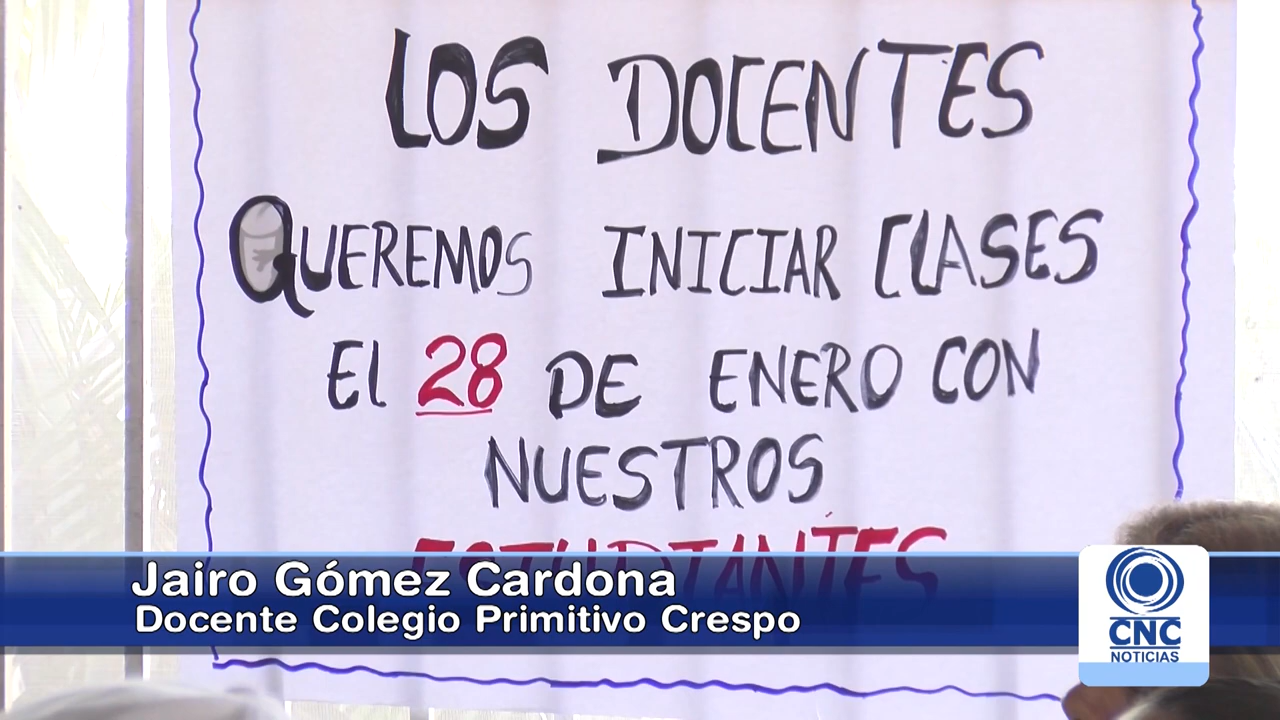 LOS DOCENTES
QUEREMOS INICIAR CLASES
El 28 DE ENERO CON
NUESTROS
ESTUDIANTES
Jairo Gómez Cardona
Docente Colegio Primitivo Crespo
CNC
NOTICIAS